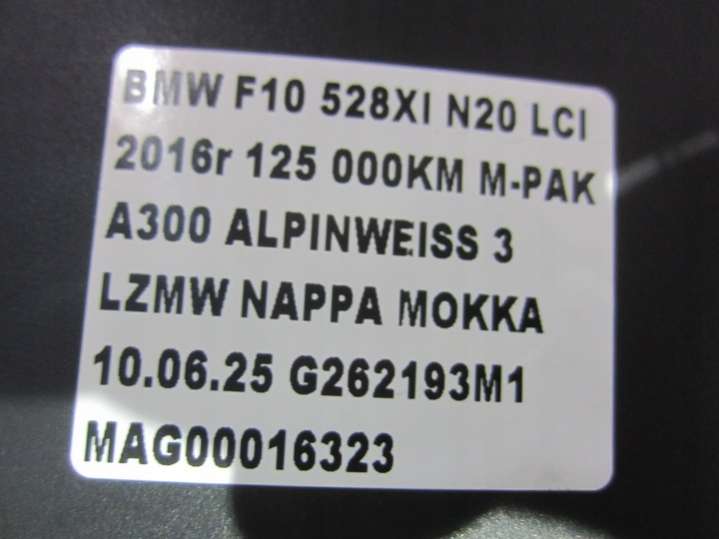 BMW F10 528XI N20 LCI
2016r 125 000KM M-PAK
A300 ALPINWEISS 3
LZMW NAPPA MOKKA
10.06.25 G262193M1
MAG00016323